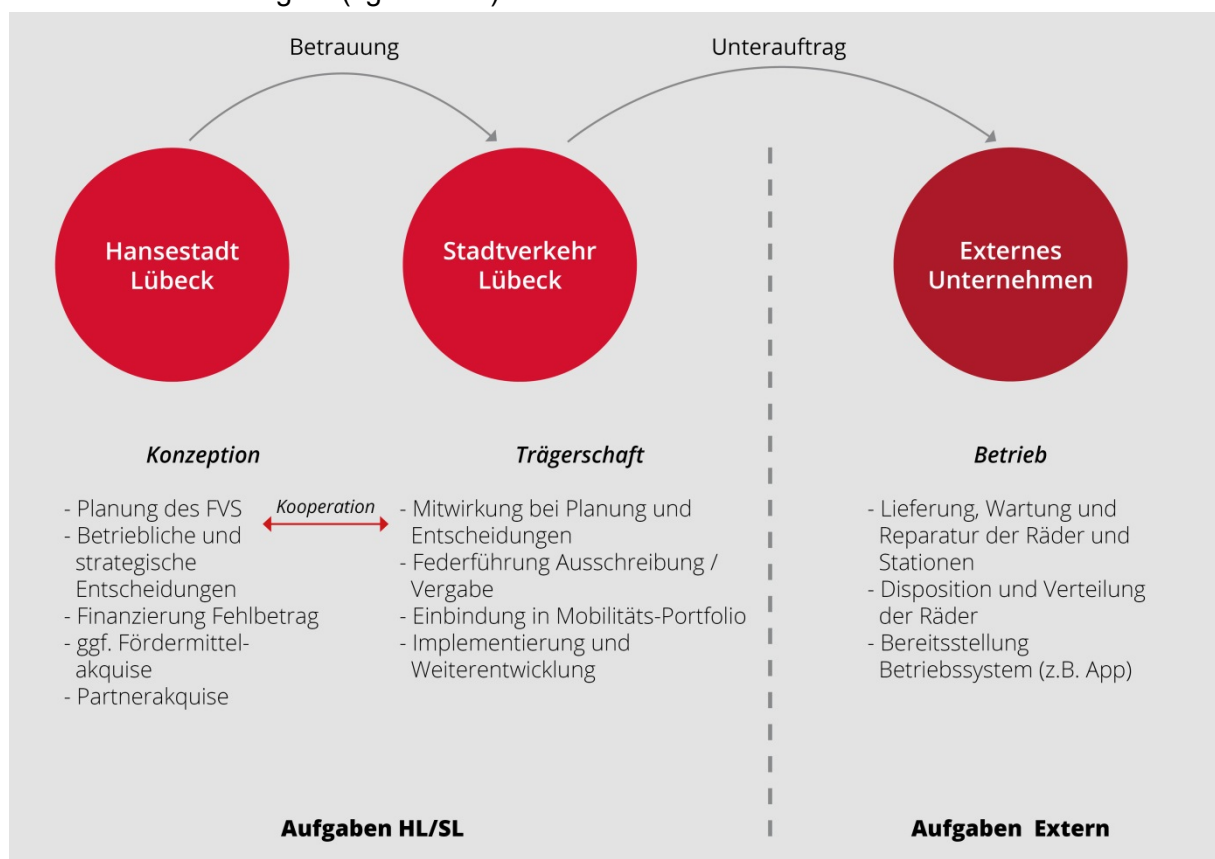 Betrauung
Unterauftrag
Hansestadt
Lübeck
Stadtverkehr
Lübeck
Externes
Unternehmen
Konzeption
- Planung des FVS
- Betriebliche und
strategische
Entscheidungen
- Finanzierung Fehlbetrag
- ggf. Fördermittel-
akquise
- Partnerakquise
Kooperation
Trägerschaft
- Mitwirkung bei Planung und
Entscheidungen
- Federführung Ausschreibung /
Vergabe
- Einbindung in Mobilitäts-Portfolio
- Implementierung und
Weiterentwicklung
Betrieb
- Lieferung, Wartung und
Reparatur der Räder und
Stationen
- Disposition und Verteilung
der Räder
- Bereitsstellung
Betriebssystem (z.B. App)
Aufgaben HL/SL
Aufgaben Extern